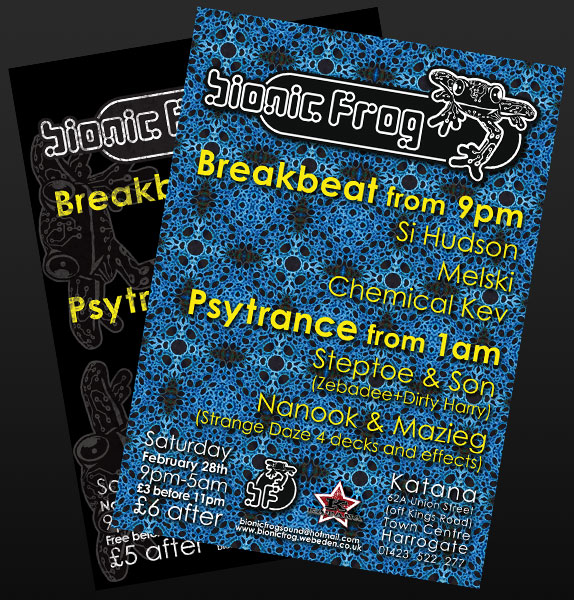 bionic Frog
Breakbeat from 9pm
Si Hudson
Melski
Chemical Kev
Psytrance from 1am
Steptoe & Son
(Zebadee+Dirty Harry)
Nanook & Mazieg
(Strange Daze 4 decks and effects)
Saturday
February 28th
9pm-5am
£3 before 11pm
£6 after
bF
bionicfrogsound@hotmail.com
www.bionicfrog.webeden.co.uk
Katana
62A Union Street
(off Kings Road)
Town Centre
Harrogate
01423 522 277
bionic F
Breakb
Psytra
£5 after